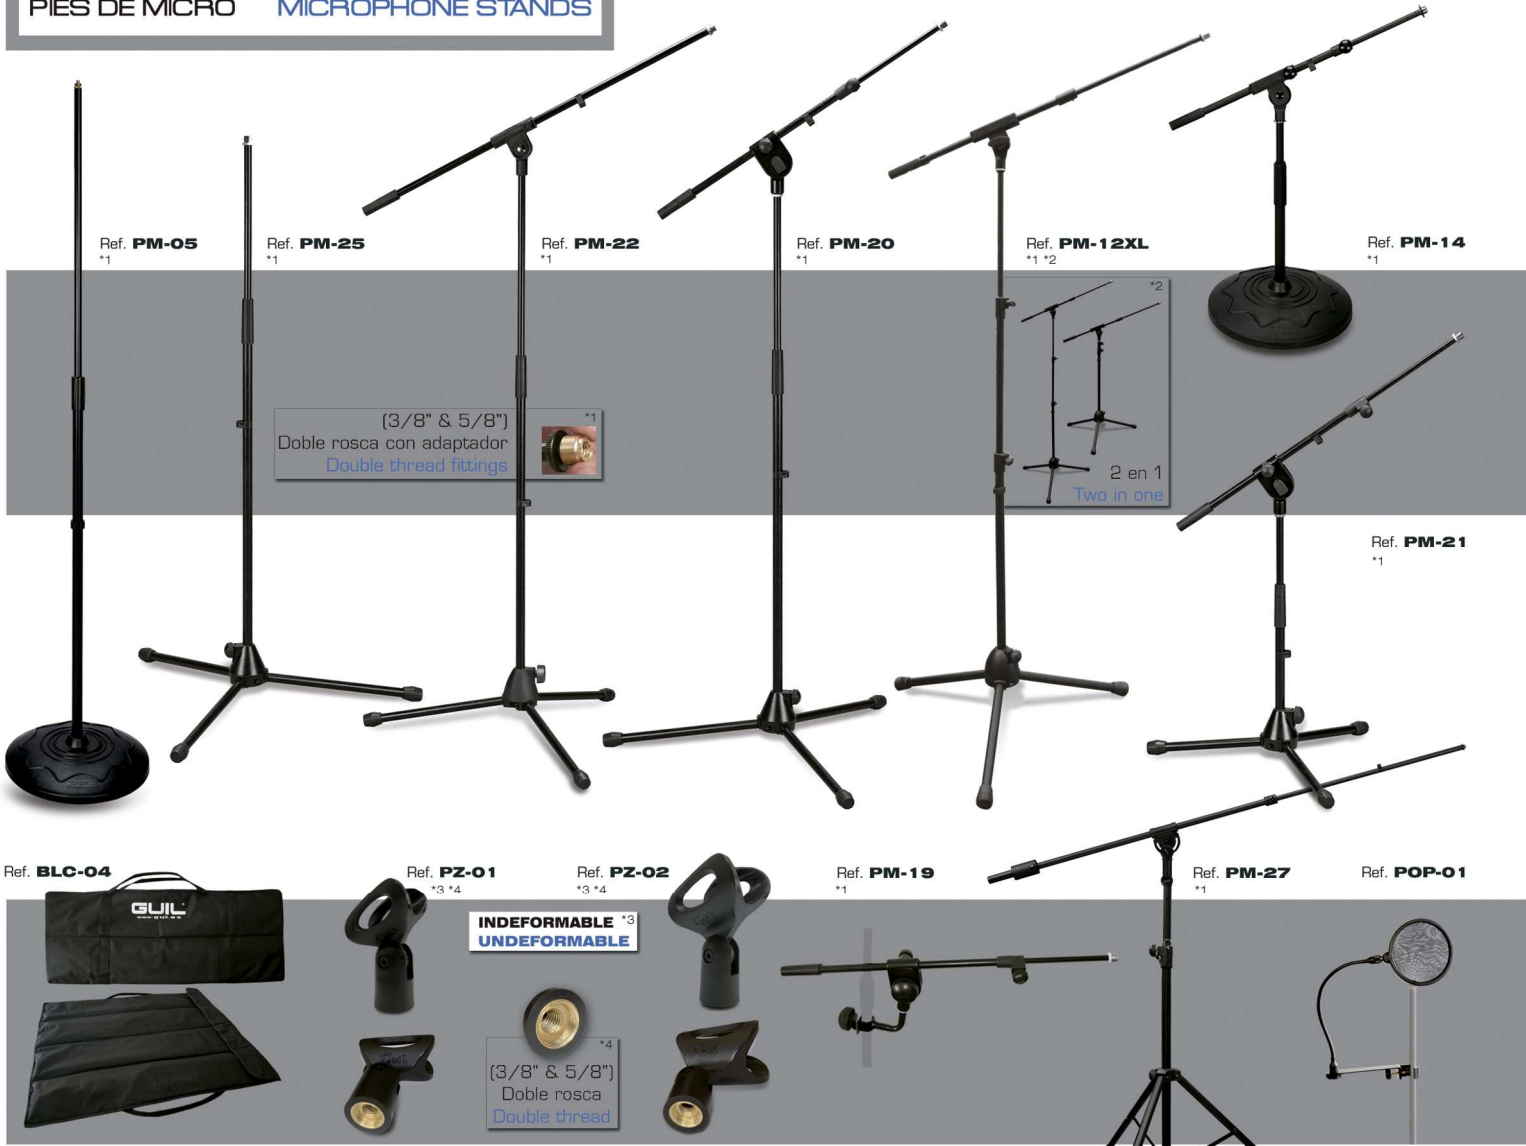 PIES DE MICRO MICROPHONE STANDS
Ref. PM-05
*1
Ref. PM-25
*1
Ref. PM-22
*1
Ref. PM-20
*1
Ref. PM-12XL
*1 *2
Ref. PM-14
*1
*2
2 en 1
Two in one
*1
(3/8" & 5/8")
Doble rosca con adaptador
Double thread fittings
Ref. PM-21
*1
Ref. BLC-04
GUIL
www.guil.es
Ref. PZ-01
*3 *4
Ref. PZ-02
*3 *4
INDEFORMABLE *3
UNDEFORMABLE
*4
(3/8" & 5/8")
Doble rosca
Double thread
Ref. PM-19
*1
Ref. PM-27
*1
Ref. POP-01